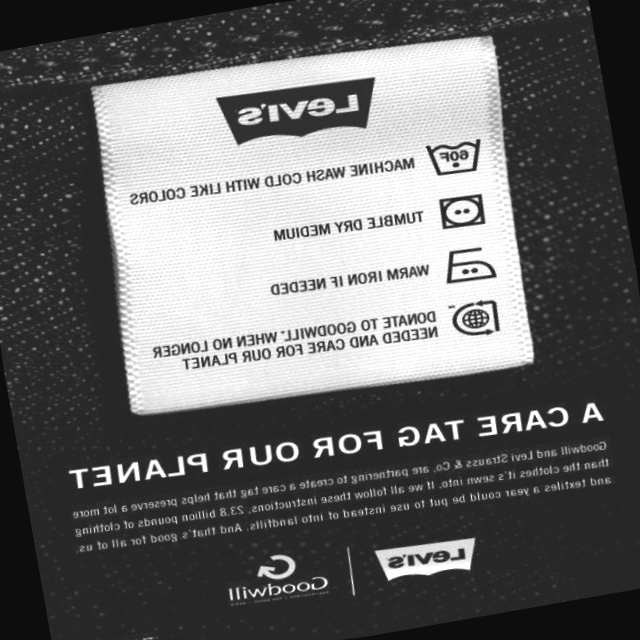 LEVI'S
60F
MACHINE WASH COLD WITH LIKE COLORS
TUMBLE DRY MEDIUM
WARM IRON IF NEEDED
DONATE TO GOODWILL™ WHEN NO LONGER
NEEDED AND CARE FOR OUR PLANET
A CARE TAG FOR OUR PLANET
Goodwill and Levi Strauss & Co. are partnering to create a care tag that helps preserve a lot more
than the clothes it's sewn into. If we all follow these instructions, 23.8 billion pounds of clothing
and textiles a year could be put to use instead of into landfills. And that's good for all of us.
LEVI'S
Goodwill